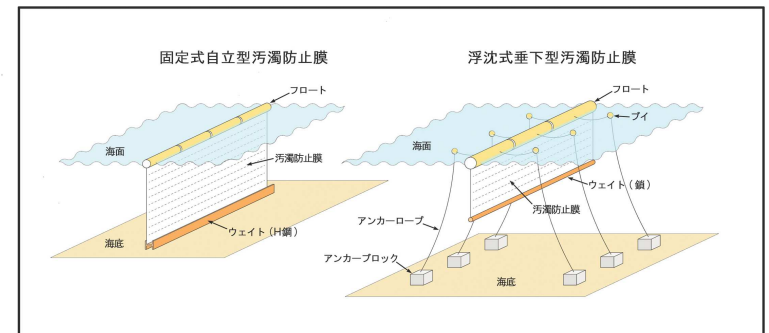 固定式自立型汚濁防止膜
フロート
海面
汚濁防止膜
ウェイト（H鋼）
海底
浮沈式垂下型汚濁防止膜
フロート
ブイ
海面
ウェイト（鎖）
汚濁防止膜
アンカーロープ
アンカーブロック
海底